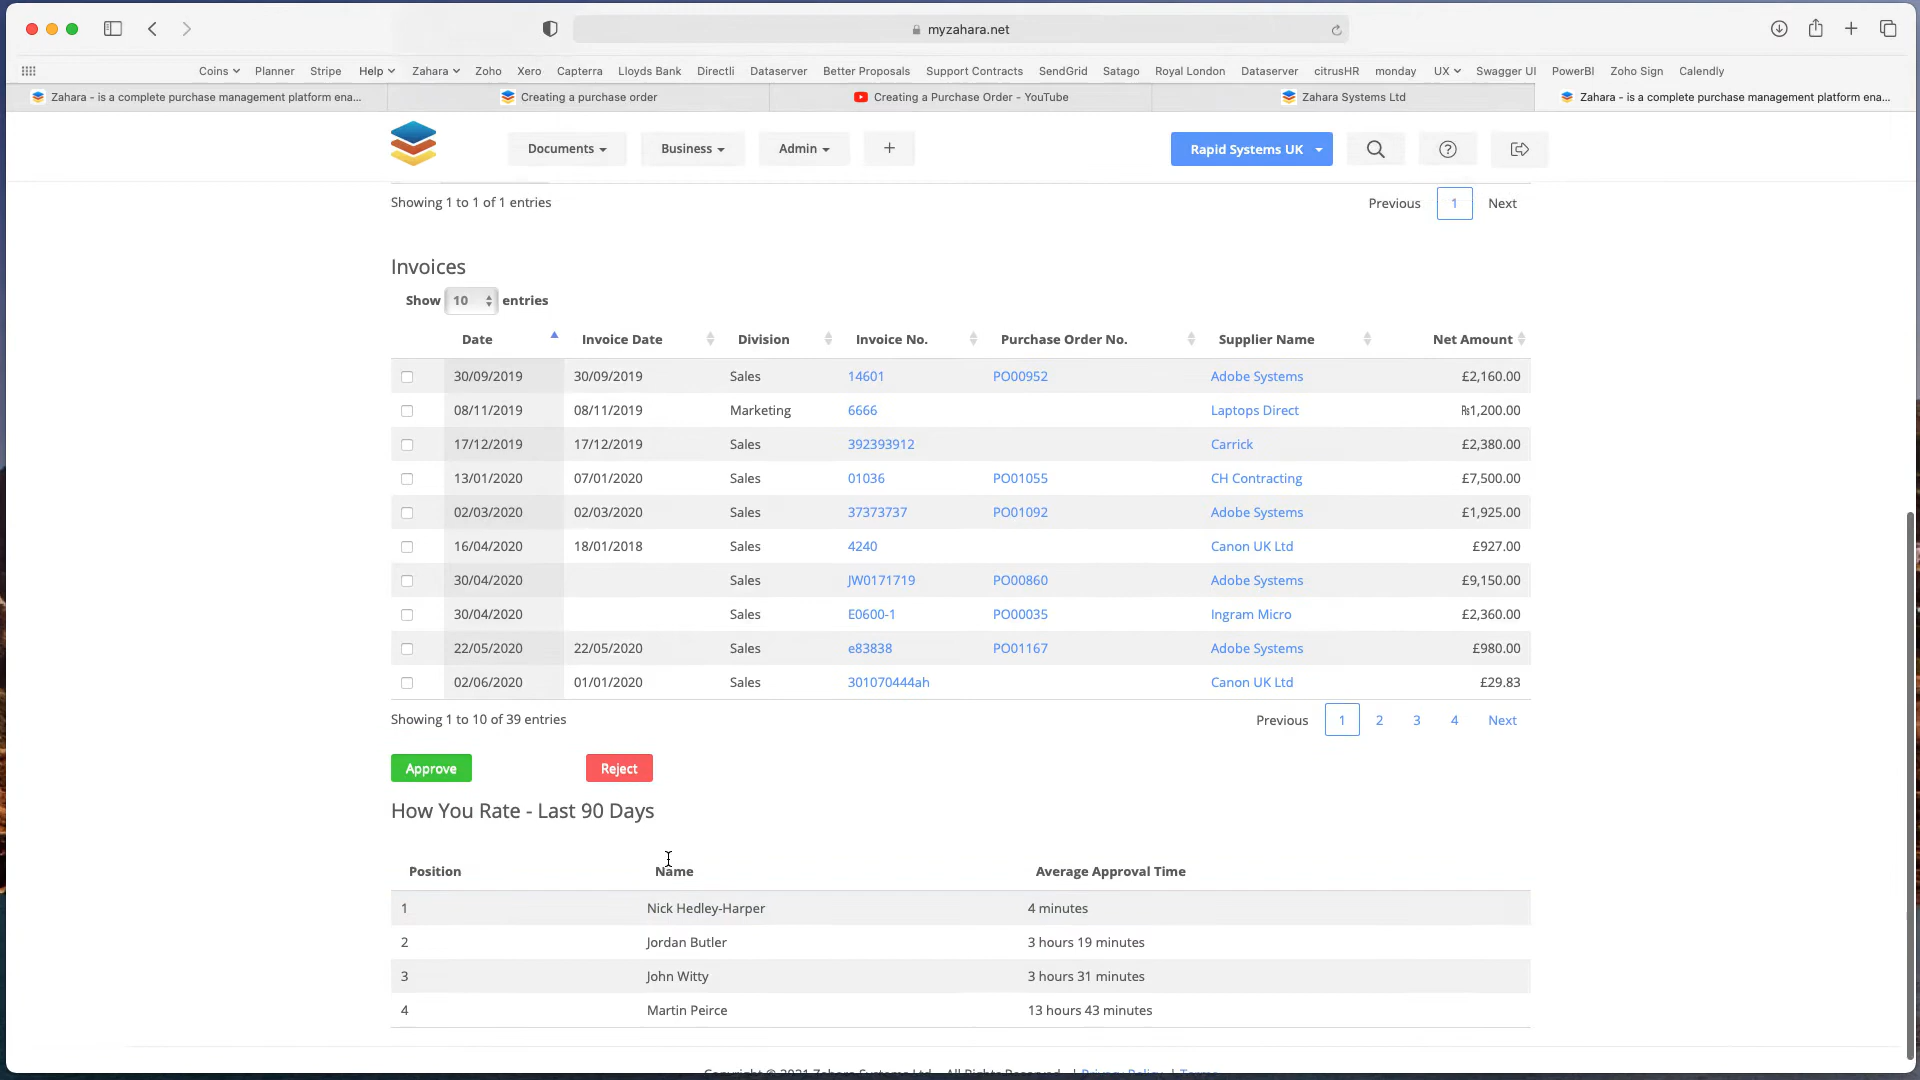 myzahara.net
Coins Planner Stripe Help Zahara Zoho Xero Capterra Lloyds Bank Directli Dataserver Better Proposals Support Contracts SendGrid Satago Royal London Dataserver citrusHR monday UX Swagger UI PowerBI Zoho Sign Calendly
Zahara - is a complete purchase management platform ena... Creating a purchase order Creating a Purchase Order - YouTube Zahara Systems Ltd Zahara - is a complete purchase management platform ena...
Documents Business Admin + Rapid Systems UK
Showing 1 to 1 of 1 entries Previous 1 Next
Invoices
Show 10 entries
Date Invoice Date Division Invoice No. Purchase Order No. Supplier Name Net Amount
30/09/2019 30/09/2019 Sales 14601 PO00952 Adobe Systems £2,160.00
08/11/2019 08/11/2019 Marketing 6666 Laptops Direct ₨1,200.00
17/12/2019 17/12/2019 Sales 392393912 Carrick £2,380.00
13/01/2020 07/01/2020 Sales 01036 PO01055 CH Contracting £7,500.00
02/03/2020 02/03/2020 Sales 37373737 PO01092 Adobe Systems £1,925.00
16/04/2020 18/01/2018 Sales 4240 Canon UK Ltd £927.00
30/04/2020 Sales JW0171719 PO00860 Adobe Systems £9,150.00
30/04/2020 Sales E0600-1 PO00035 Ingram Micro £2,360.00
22/05/2020 22/05/2020 Sales e83838 PO01167 Adobe Systems £980.00
02/06/2020 01/01/2020 Sales 301070444ah Canon UK Ltd £29.83
Showing 1 to 10 of 39 entries Previous 1 2 3 4 Next
Approve Reject
How You Rate - Last 90 Days
Position Name Average Approval Time
1 Nick Hedley-Harper 4 minutes
2 Jordan Butler 3 hours 19 minutes
3 John Witty 3 hours 31 minutes
4 Martin Peirce 13 hours 43 minutes
Copyright © 2021 Zahara Systems Ltd - All Rights Reserved. | Privacy Policy | Terms